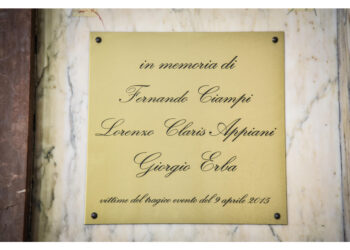 in memoria di
Fernando Ciampi
Lorenzo Claris Appiani
Giorgio Erba
vittime del tragico evento del 9 aprile 2015